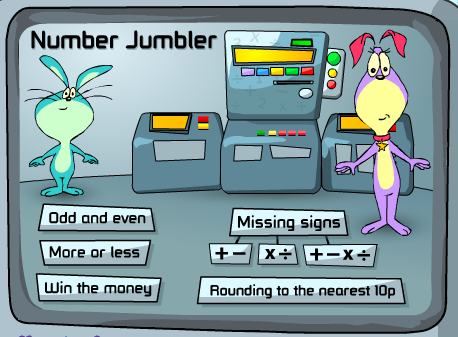 Number Jumbler
Odd and even
More or less
Win the money
Missing signs
+ −
x ÷
+ − x ÷
Rounding to the nearest 10p